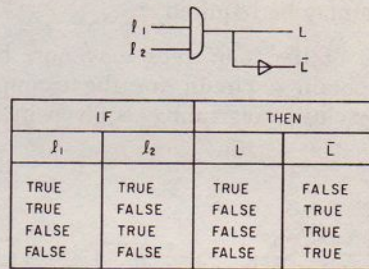 ℓ₁ L
ℓ₂
L̄
IF THEN
ℓ₁ ℓ₂ L L̄
TRUE TRUE TRUE FALSE
TRUE FALSE FALSE TRUE
FALSE TRUE FALSE TRUE
FALSE FALSE FALSE TRUE